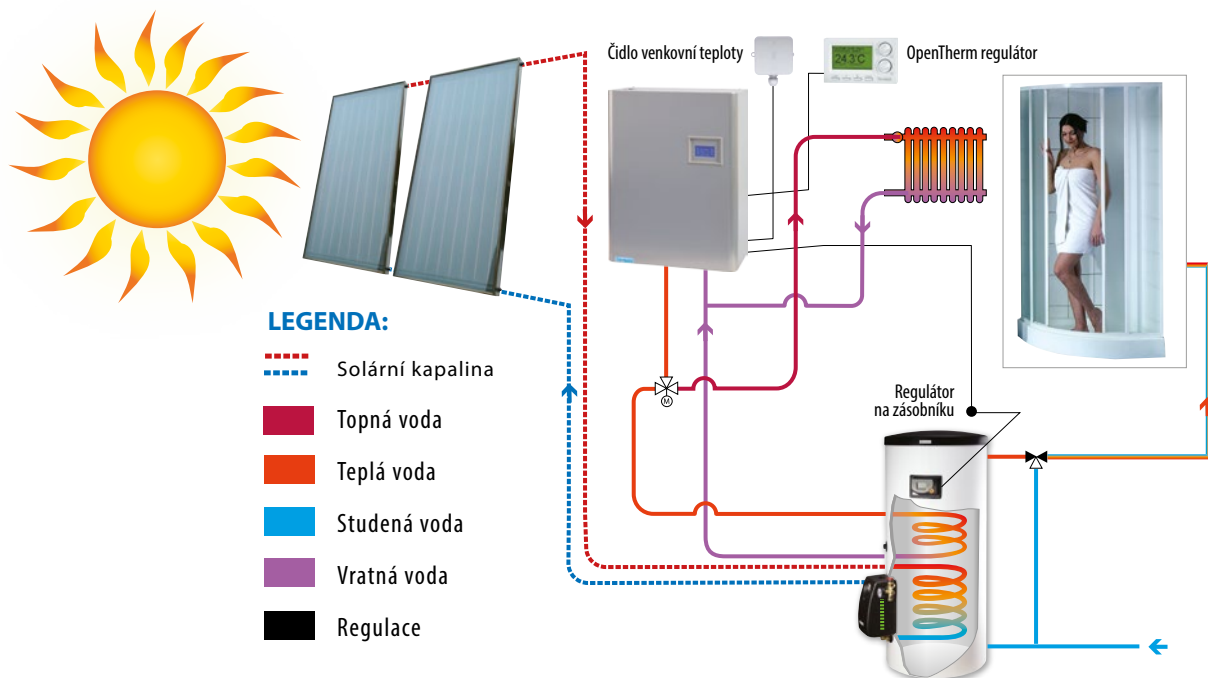 Čidlo venkovní teploty
OpenTherm regulátor
24.3°C
LEGENDA:
Solární kapalina
Topná voda
Teplá voda
Studená voda
Vratná voda
Regulace
M
Regulátor
na zásobníku